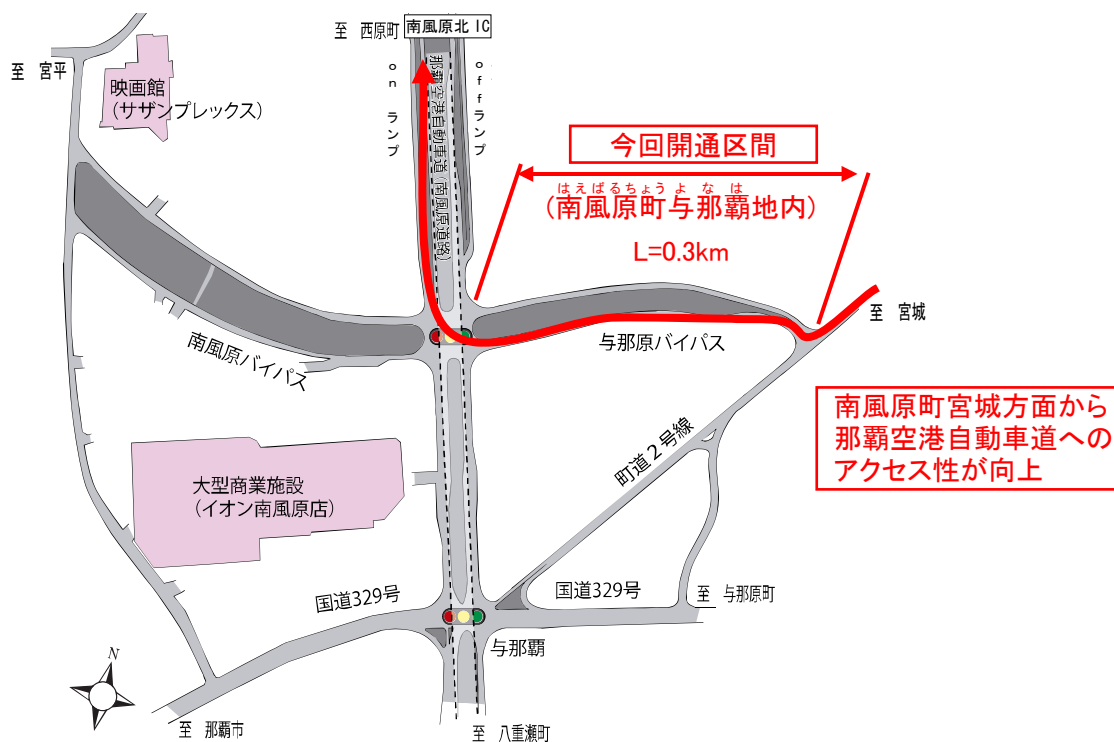 南風原北 IC
至 西原町
至 宮平
映画館
(サザンプレックス)
on ランプ
那覇空港自動車道(南風原道路)
offランプ
今回開通区間
はえばるちょうよなは
(南風原町与那覇地内)
L=0.3km
至 宮城
南風原バイパス
与那原バイパス
南風原町宮城方面から
那覇空港自動車道への
アクセス性が向上
町道2号線
大型商業施設
(イオン南風原店)
国道329号
国道329号
至 与那原町
与那覇
N
至 那覇市
至 八重瀬町